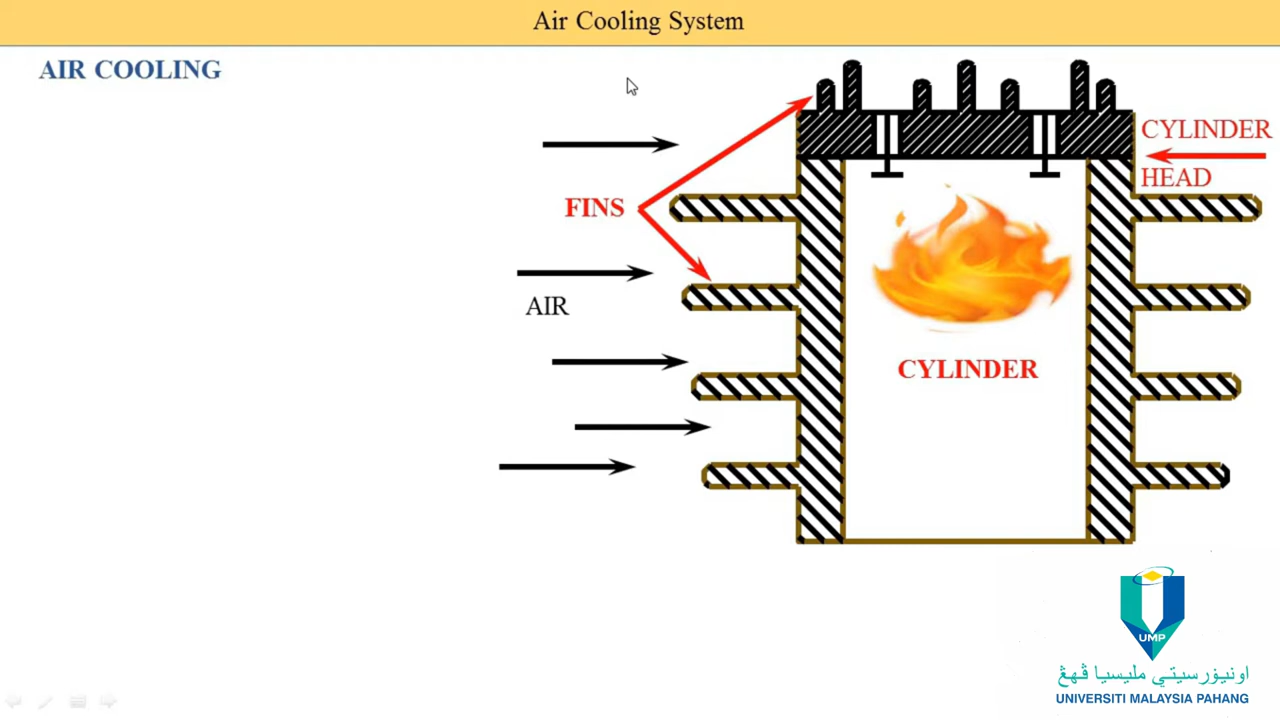 Air Cooling System
AIR COOLING
CYLINDER
HEAD
FINS
AIR
CYLINDER
UMP
اونيۏرسيتي مليسيا ڤهڠ
UNIVERSITI MALAYSIA PAHANG